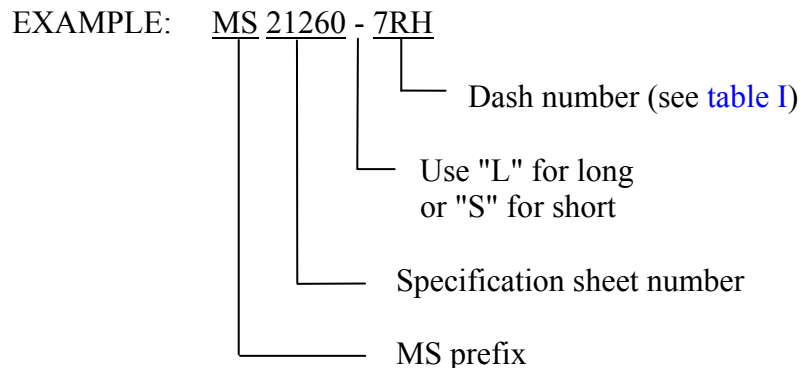 EXAMPLE: MS 21260 - 7RH
Dash number (see table I)
Use "L" for long
or "S" for short
Specification sheet number
MS prefix